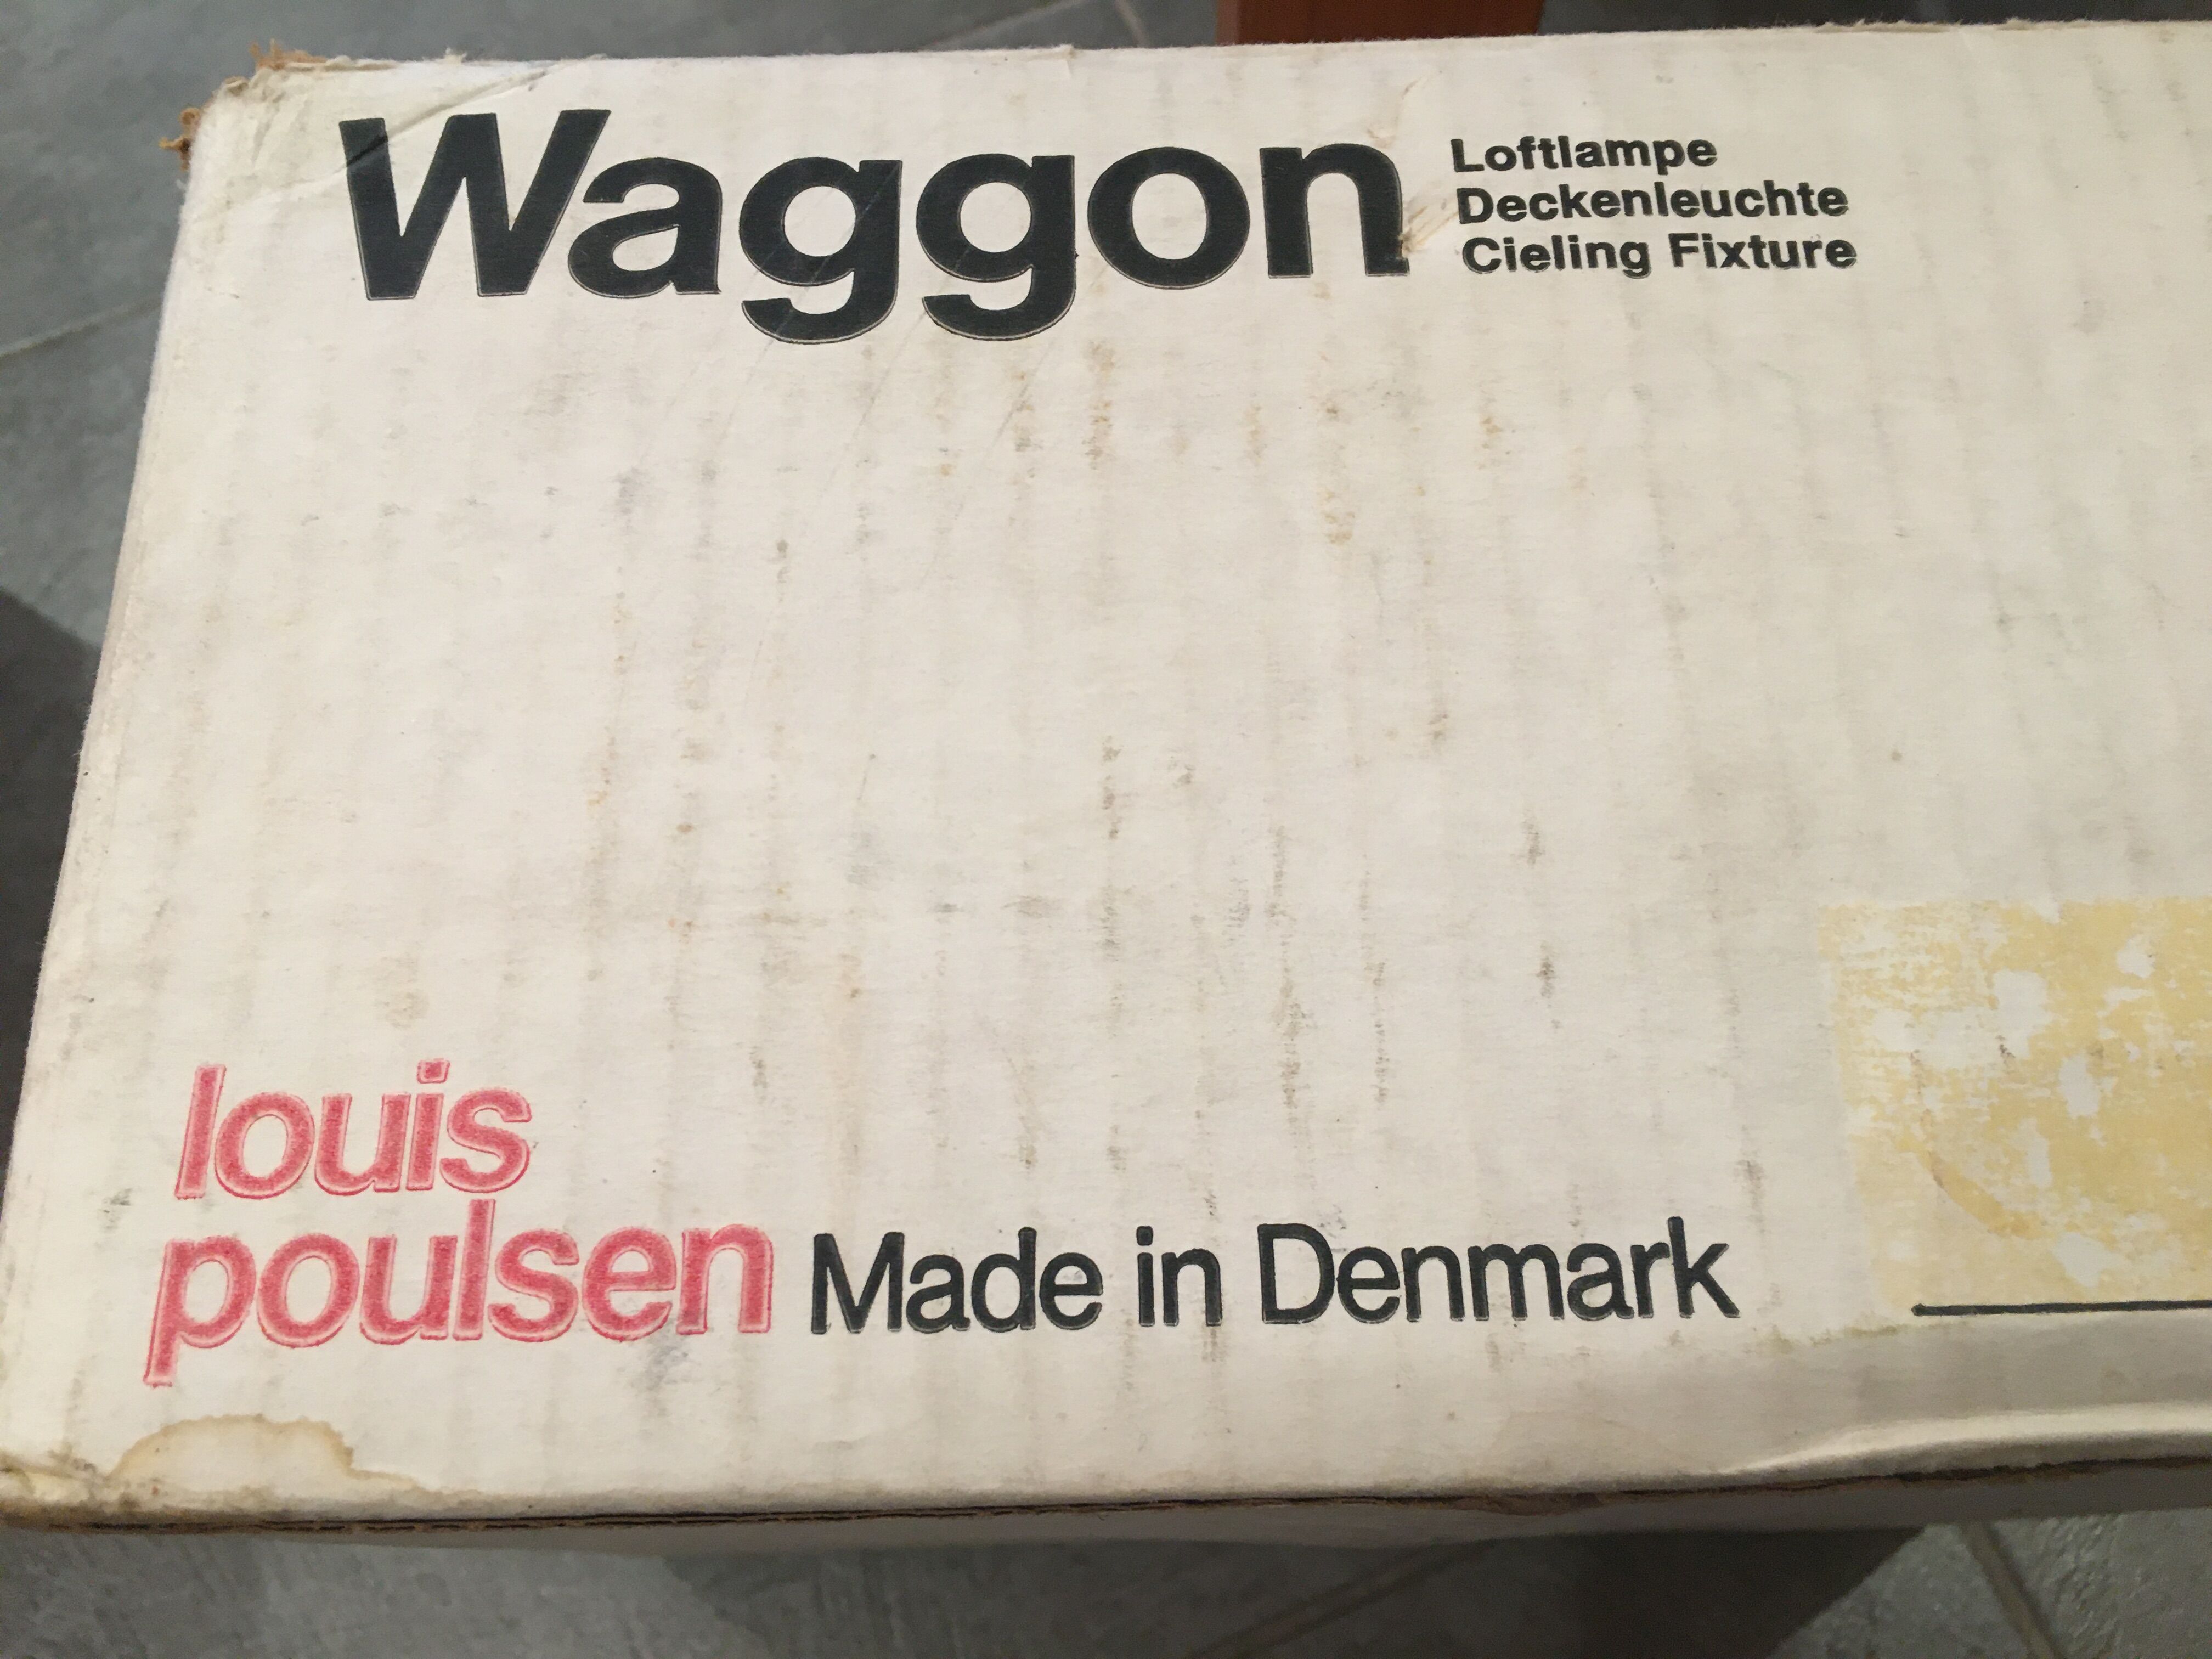 Waggon
Loftlampe
Deckenleuchte
Cieling Fixture
louis
poulsen
Made in Denmark